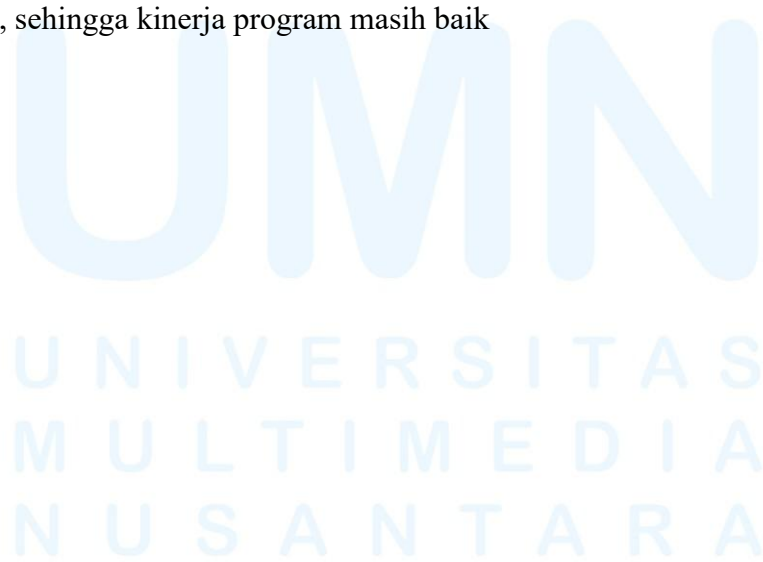 , sehingga kinerja program masih baik
UMN
UNIVERSITAS
MULTIMEDIA
NUSANTARA